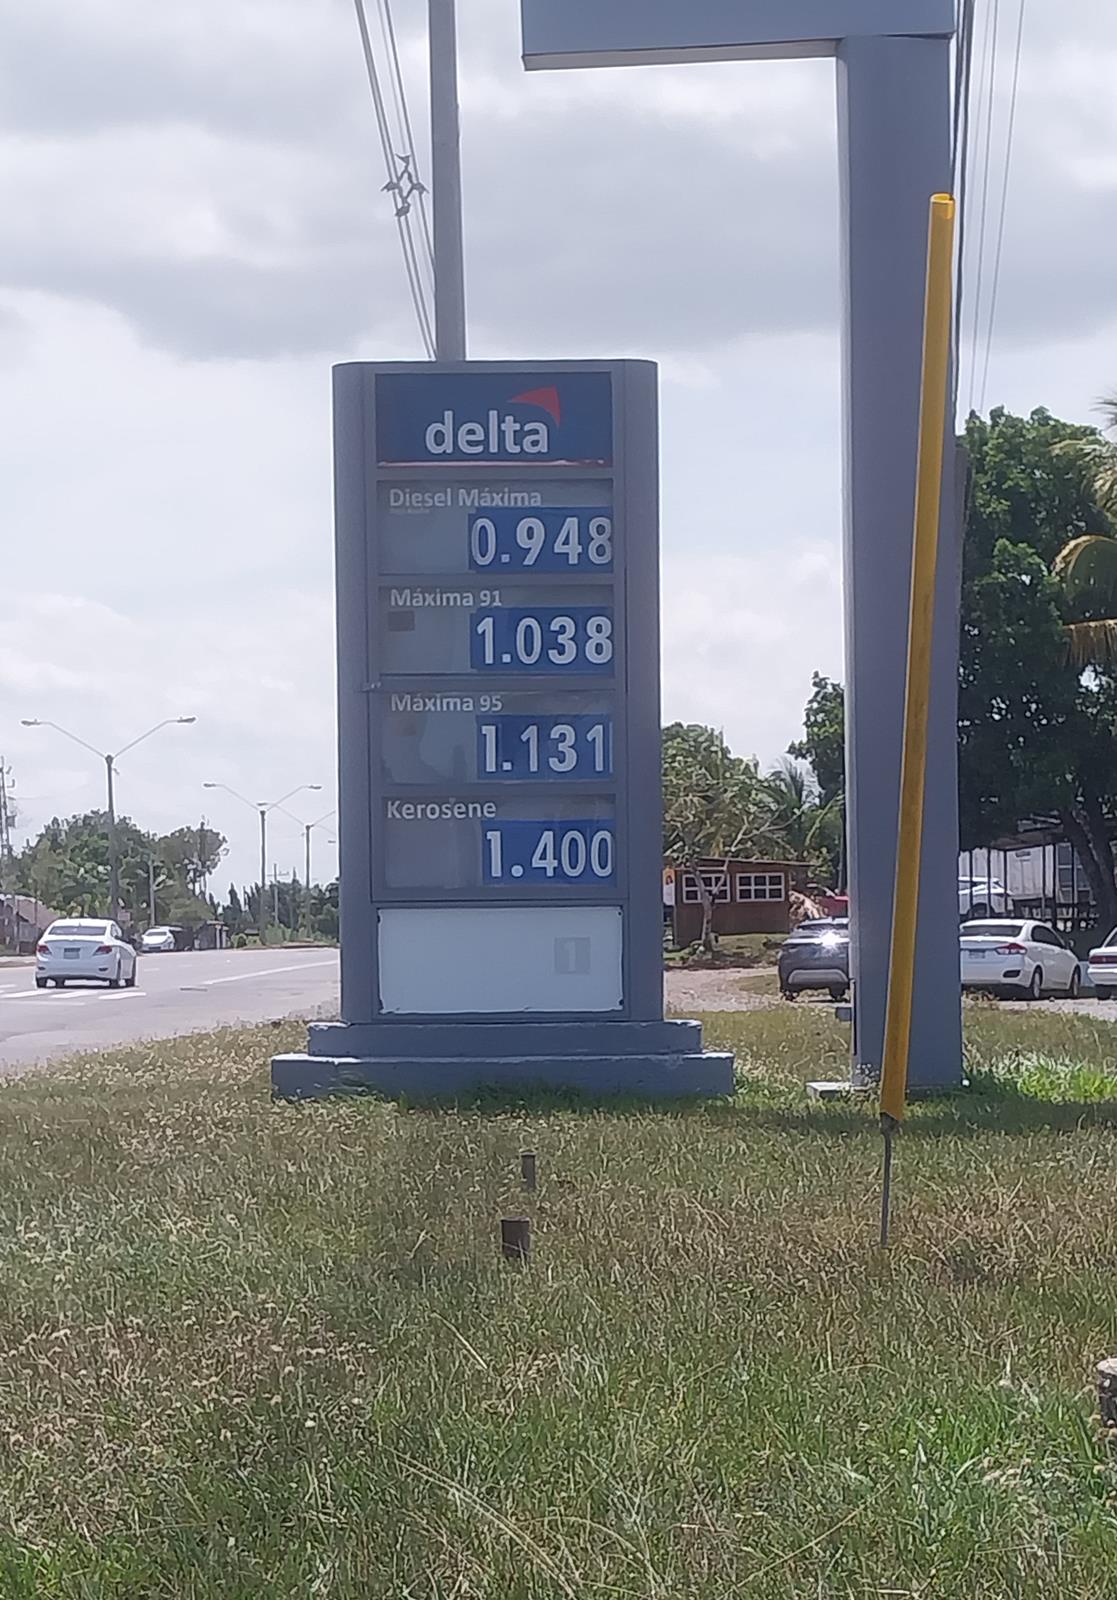 delta
Diesel Máxima
0.948
Máxima 91
1.038
Máxima 95
1.131
Kerosene
1.400
1